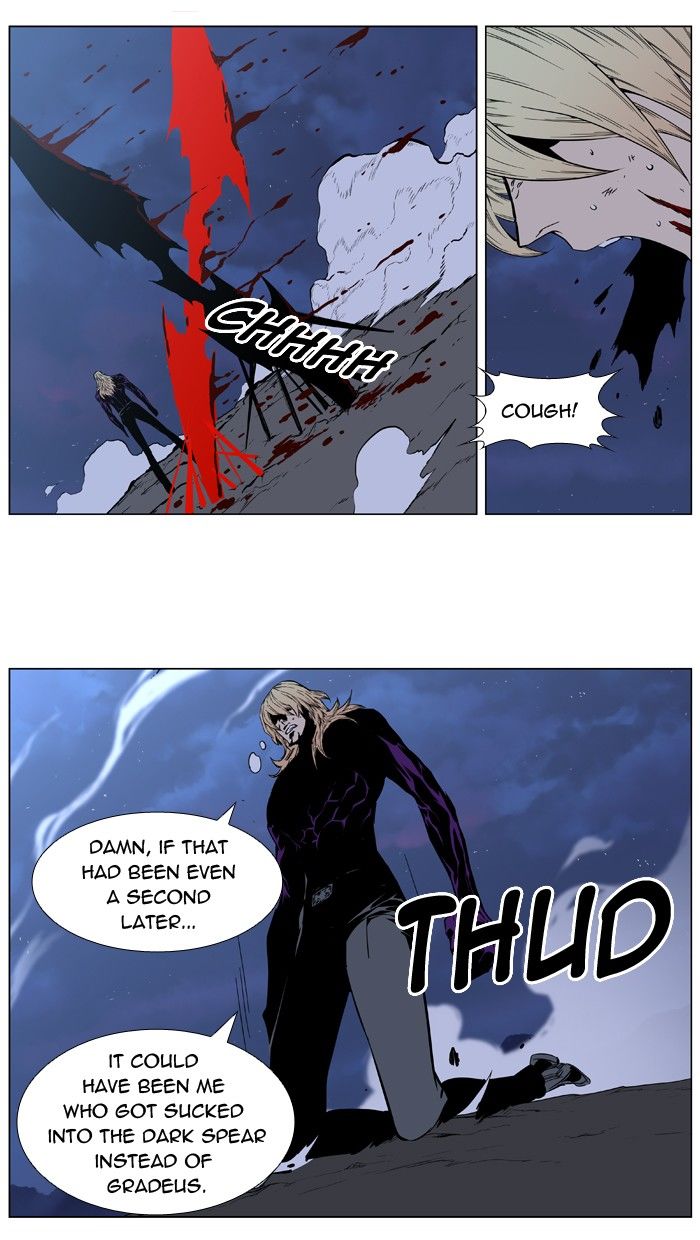 CHHHH
COUGH!
DAMN, IF THAT
HAD BEEN EVEN
A SECOND
LATER...
THUD
IT COULD
HAVE BEEN ME
WHO GOT SUCKED
INTO THE DARK SPEAR
INSTEAD OF
GRADEUS.